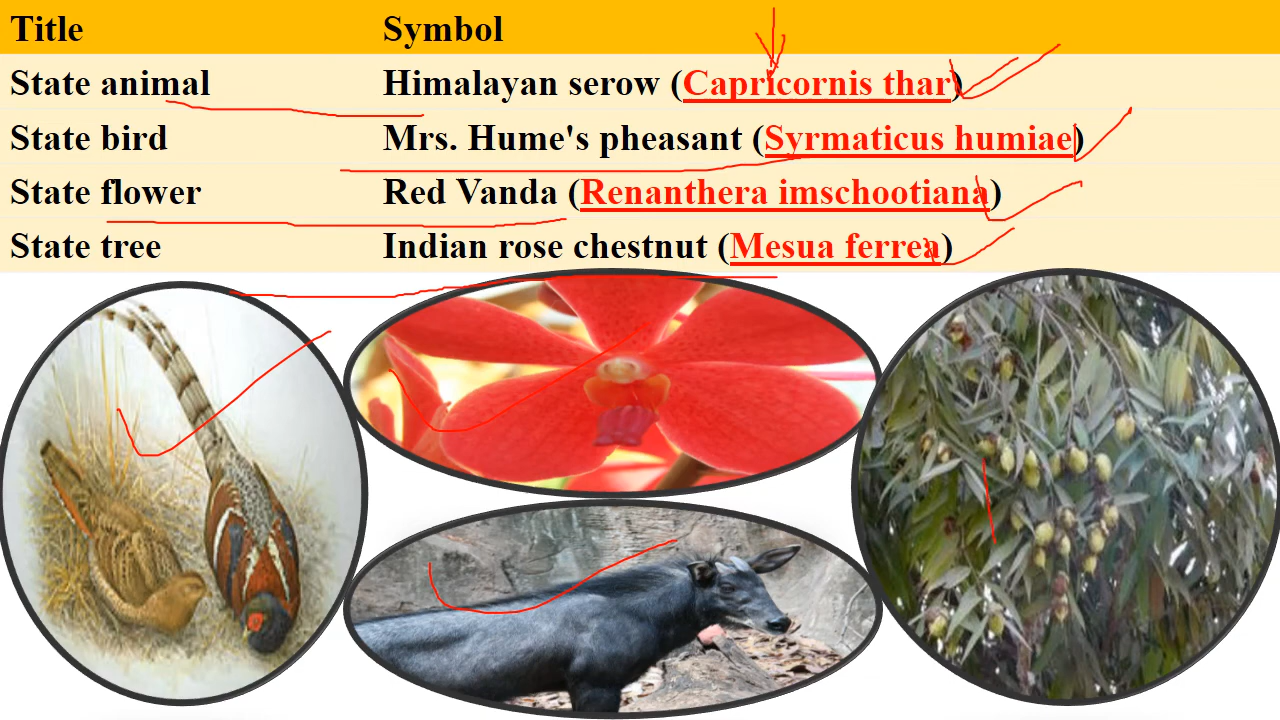 Title Symbol
State animal Himalayan serow (Capricornis thar)
State bird Mrs. Hume's pheasant (Syrmaticus humiae)
State flower Red Vanda (Renanthera imschootiana)
State tree Indian rose chestnut (Mesua ferrea)